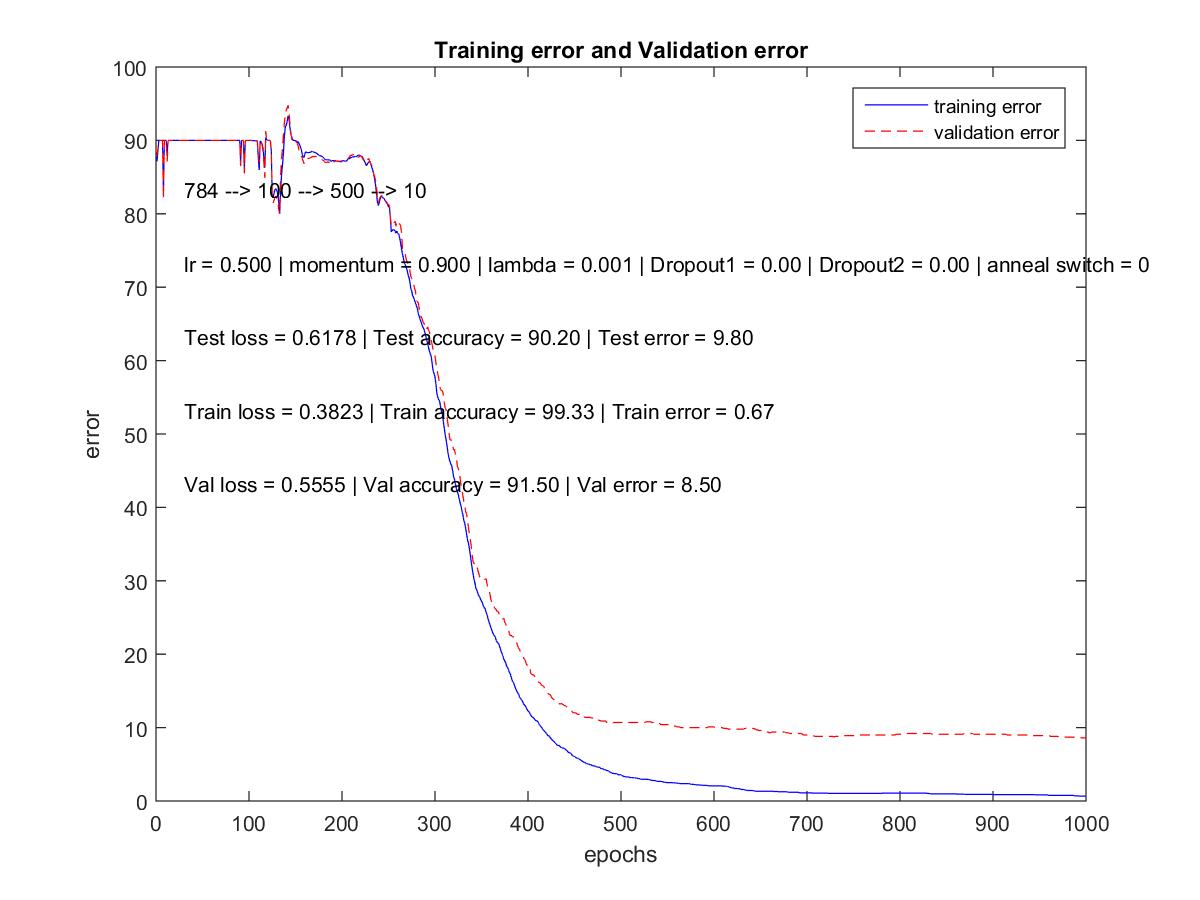 Training error and Validation error
100
90
80
70
60
50
40
30
20
10
0
error
training error
validation error
784 --> 100 --> 500 --> 10
lr = 0.500 | momentum = 0.900 | lambda = 0.001 | Dropout1 = 0.00 | Dropout2 = 0.00 | anneal switch = 0
Test loss = 0.6178 | Test accuracy = 90.20 | Test error = 9.80
Train loss = 0.3823 | Train accuracy = 99.33 | Train error = 0.67
Val loss = 0.5555 | Val accuracy = 91.50 | Val error = 8.50
0 100 200 300 400 500 600 700 800 900 1000
epochs